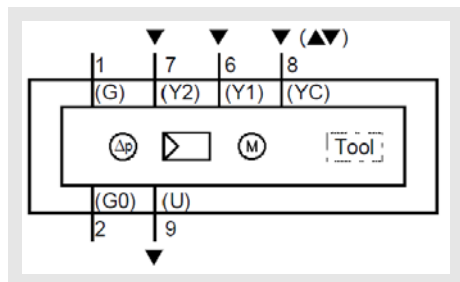 (▲▼)
1 7 6 8
(G) (Y2) (Y1) (YC)
Δp M Tool
(G0) (U)
2 9